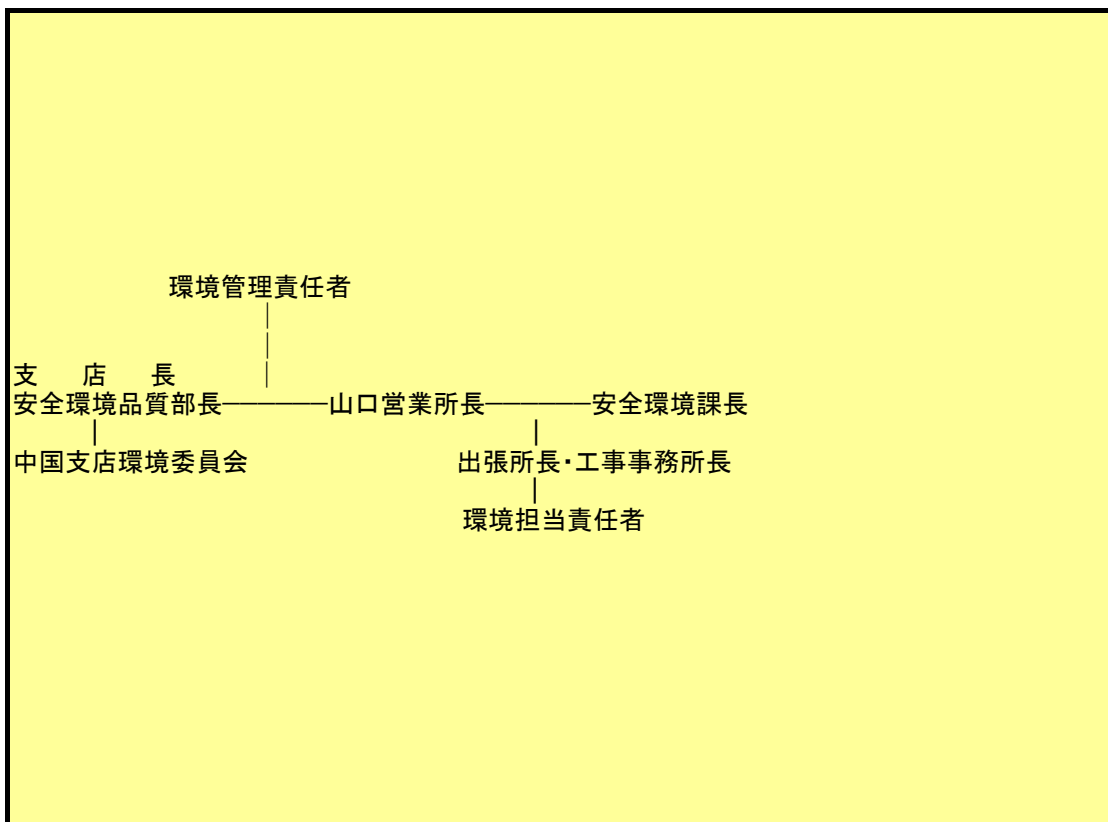 環境管理責任者
｜
｜
支　店　長　　　｜
安全環境品質部長――――山口営業所長――――安全環境課長
｜　　　　　　　　　　　　　　　　｜
中国支店環境委員会　　　　　　　　出張所長・工事事務所長
｜
環境担当責任者